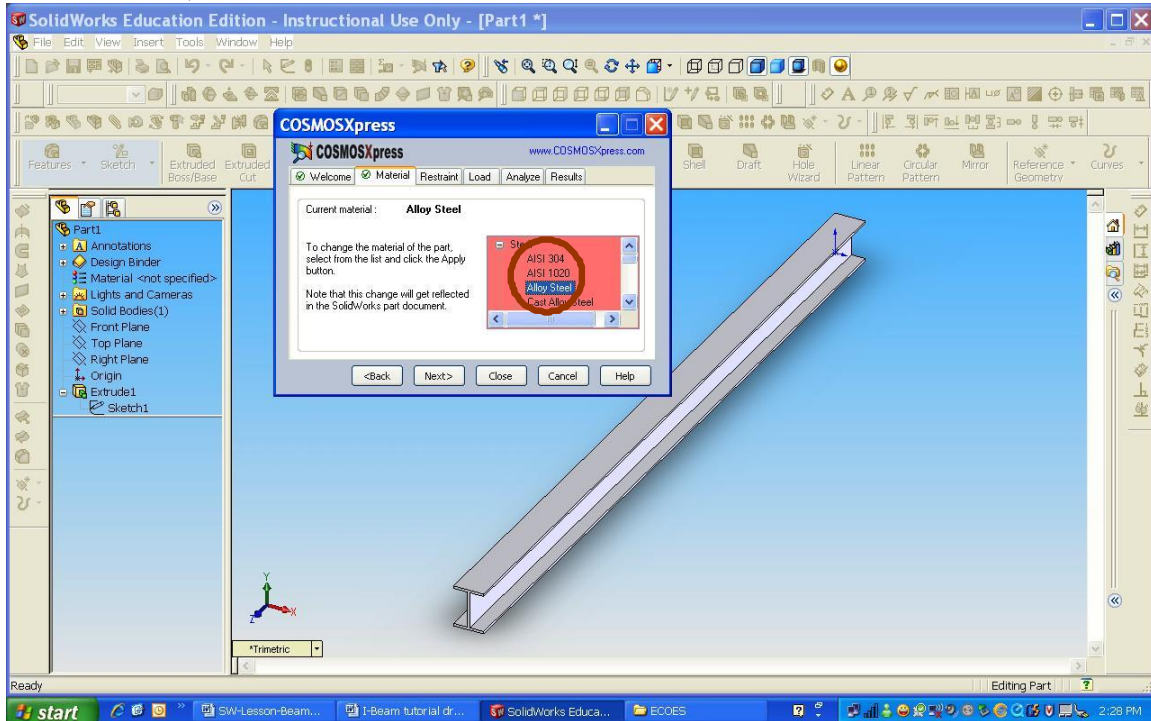 SolidWorks Education Edition - Instructional Use Only - [Part1 *]
File Edit View Insert Tools Window Help
Features Sketch Extruded Boss/Base Extruded Cut Shell Draft Hole Wizard Linear Pattern Circular Pattern Mirror Reference Geometry Curves
COSMOSXpress
COSMOSXpress www.COSMOSXpress.com
Welcome Material Restraint Load Analyze Results
Current material : Alloy Steel
To change the material of the part,
select from the list and click the Apply
button.
Note that this change will get reflected
in the SolidWorks part document.
AISI 304
AISI 1020
Alloy Steel
Cast Alloy Steel
<Back Next> Close Cancel Help
Part1
Annotations
Design Binder
Material <not specified>
Lights and Cameras
Solid Bodies(1)
Front Plane
Top Plane
Right Plane
Origin
Extrude1
Sketch1
Y
Z X
*Trimetric
Ready Editing Part
start SW-Lesson-Beam... I-Beam tutorial dr... SolidWorks Educa... ECOES 2:28 PM